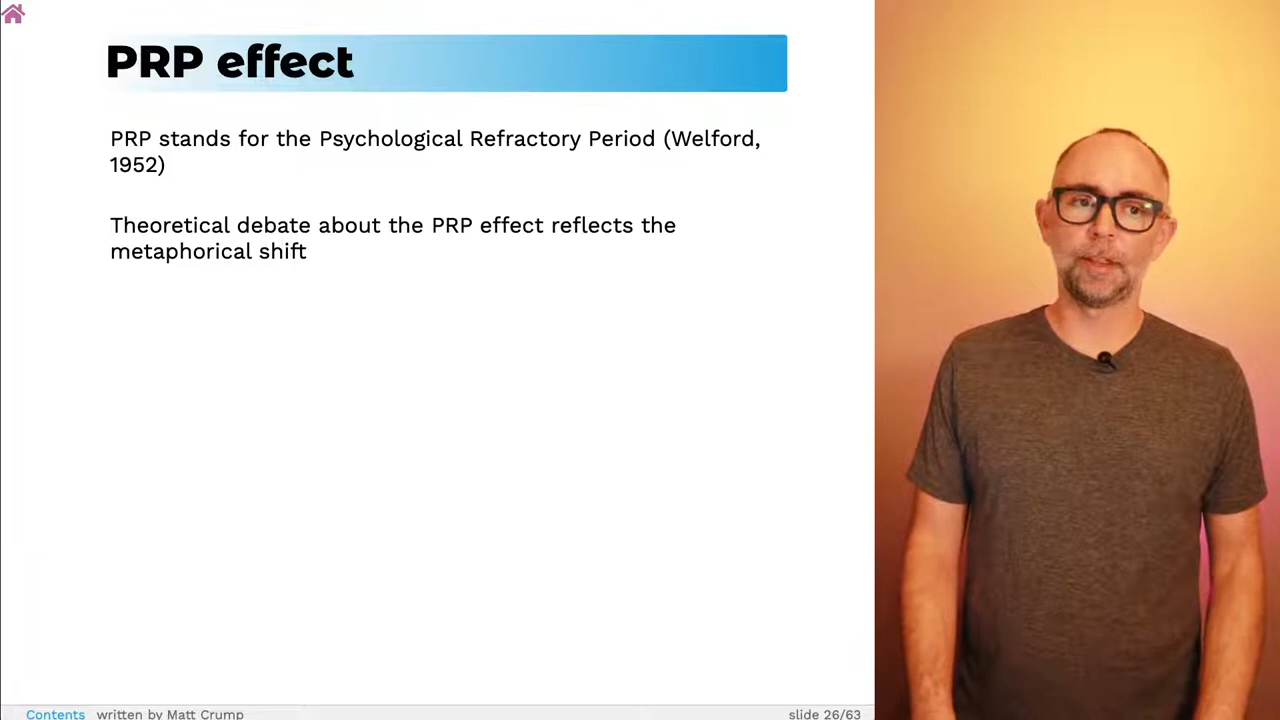 PRP effect
PRP stands for the Psychological Refractory Period (Welford,
1952)
Theoretical debate about the PRP effect reflects the
metaphorical shift
Contents written by Matt Crump
slide 26/63